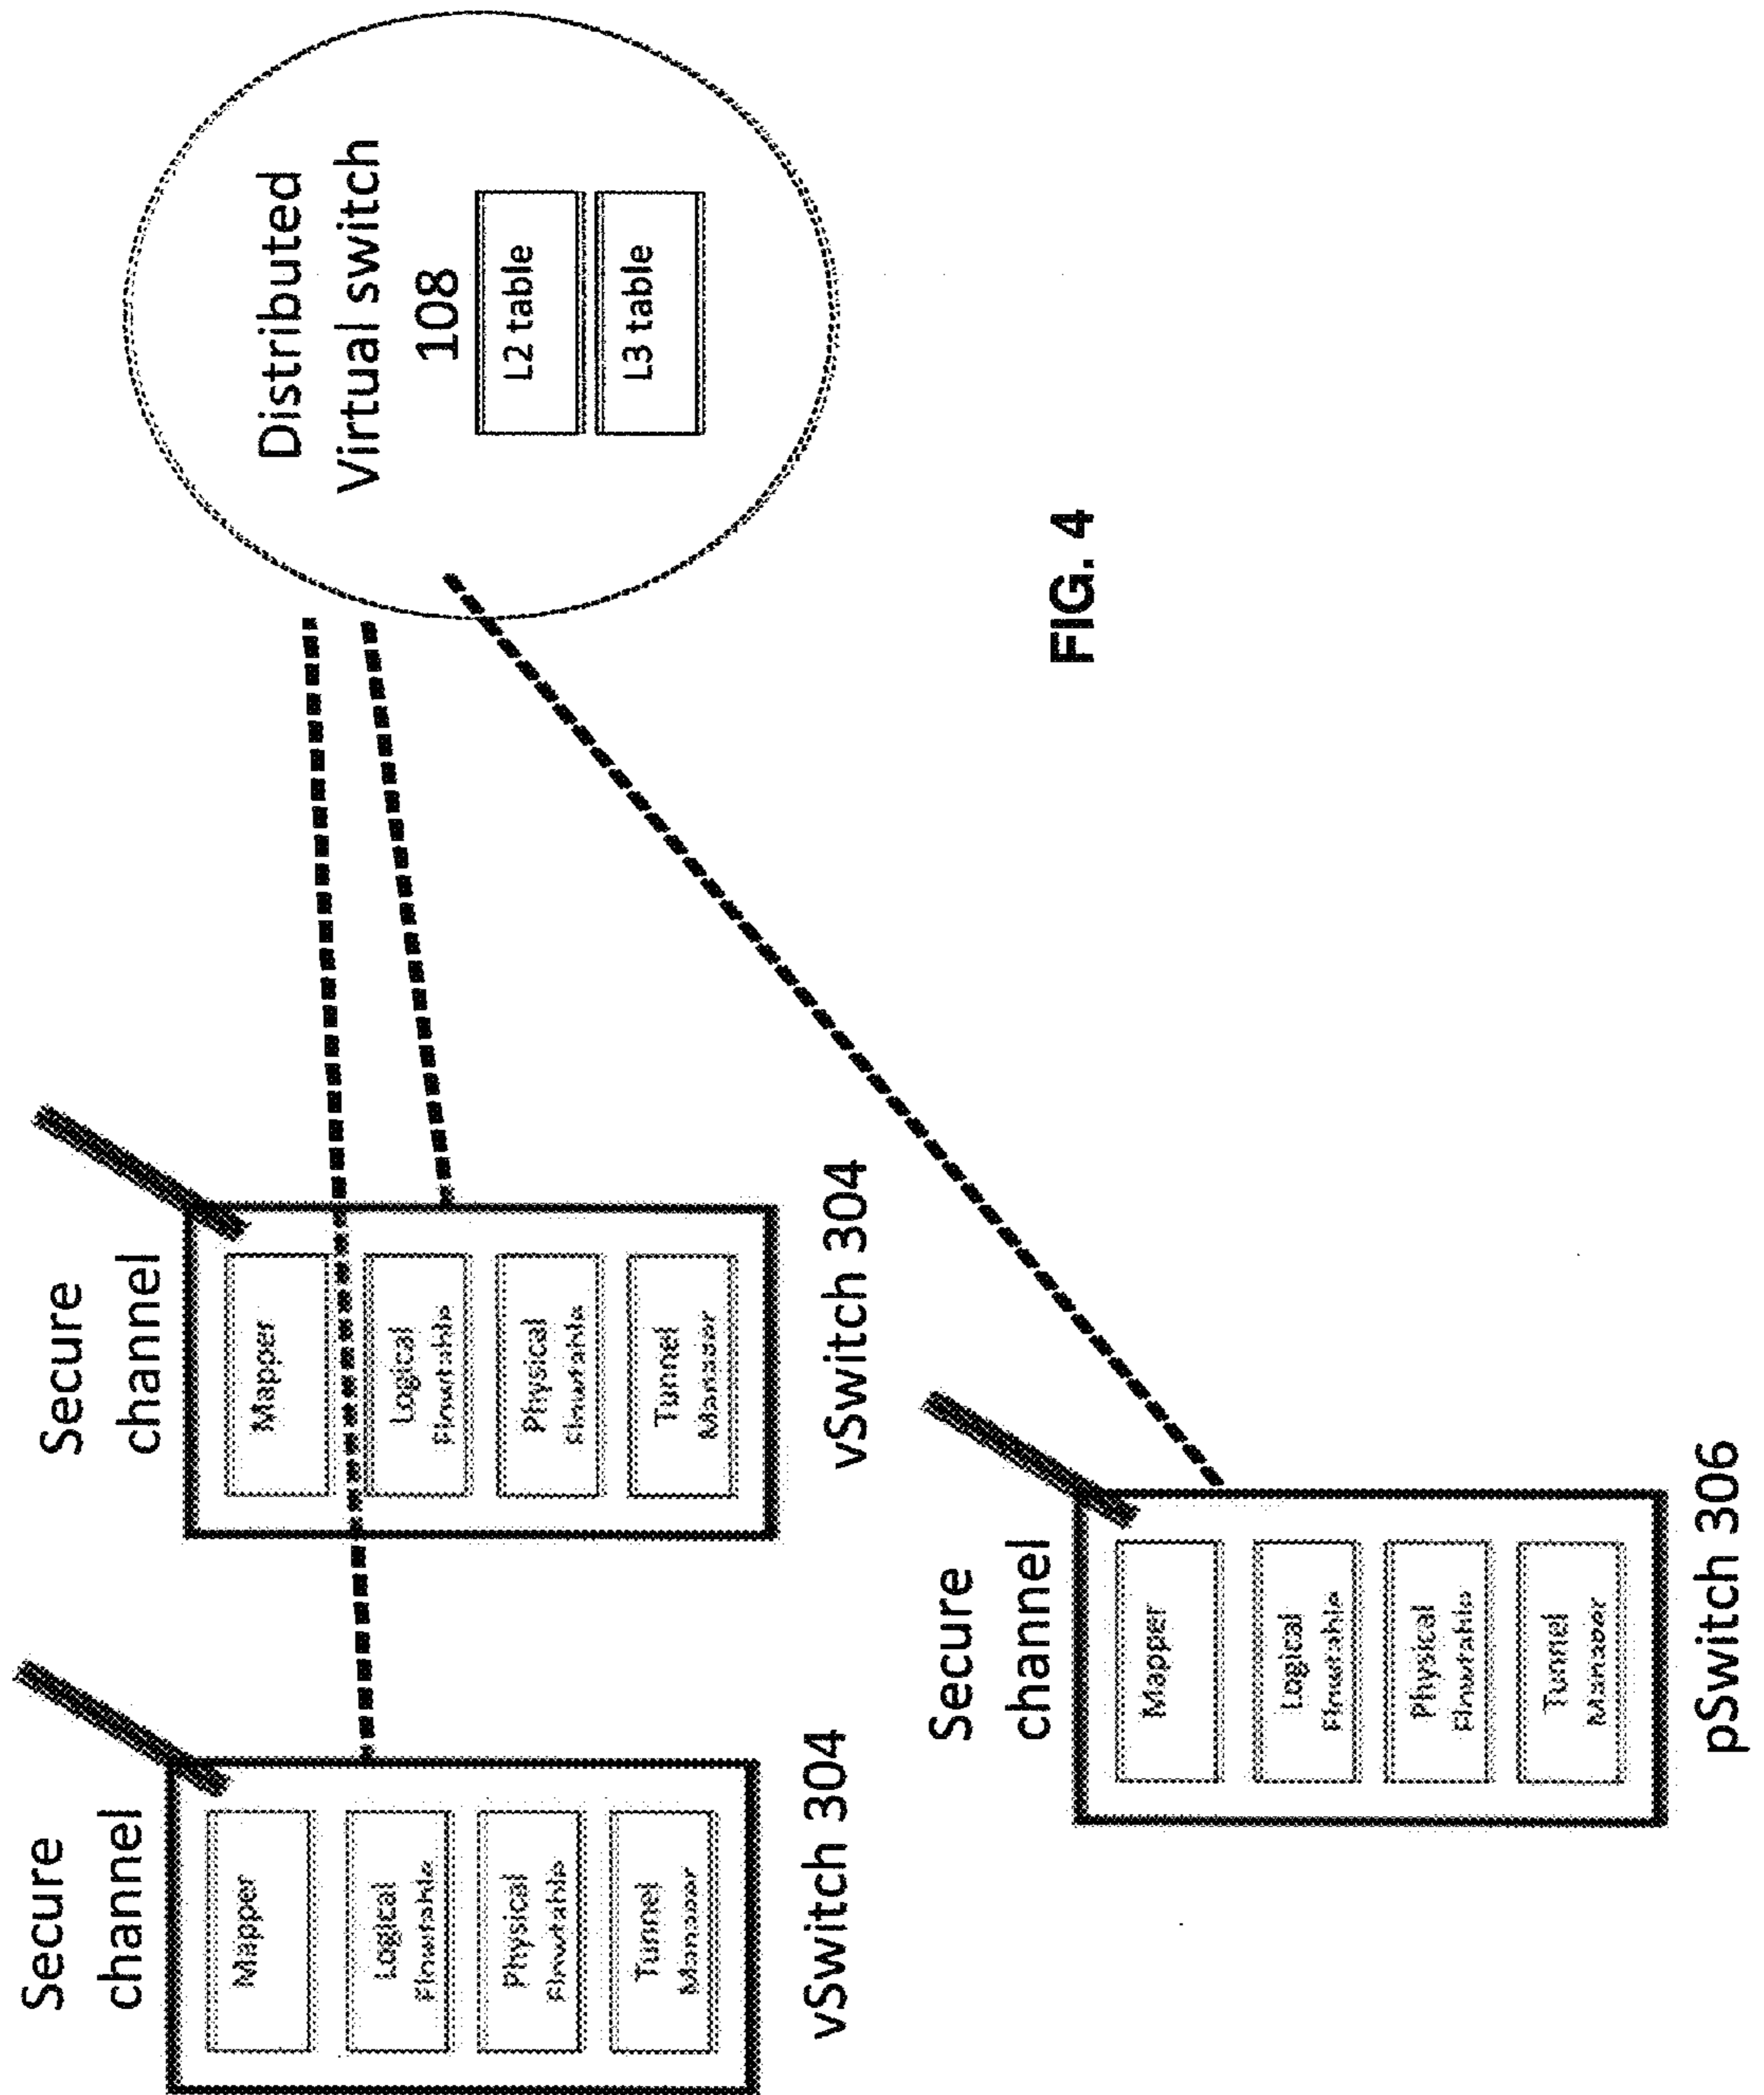 Secure
channel
Mapper
Logical
Flowtable
Physical
Flowtable
Tunnel
Manager
vSwitch 304
Secure
channel
Mapper
Logical
Flowtable
Physical
Flowtable
Tunnel
Manager
vSwitch 304
Distributed
Virtual switch
108
L2 table
L3 table
Secure
channel
Mapper
Logical
Flowtable
Physical
Flowtable
Tunnel
Manager
pSwitch 306
FIG. 4